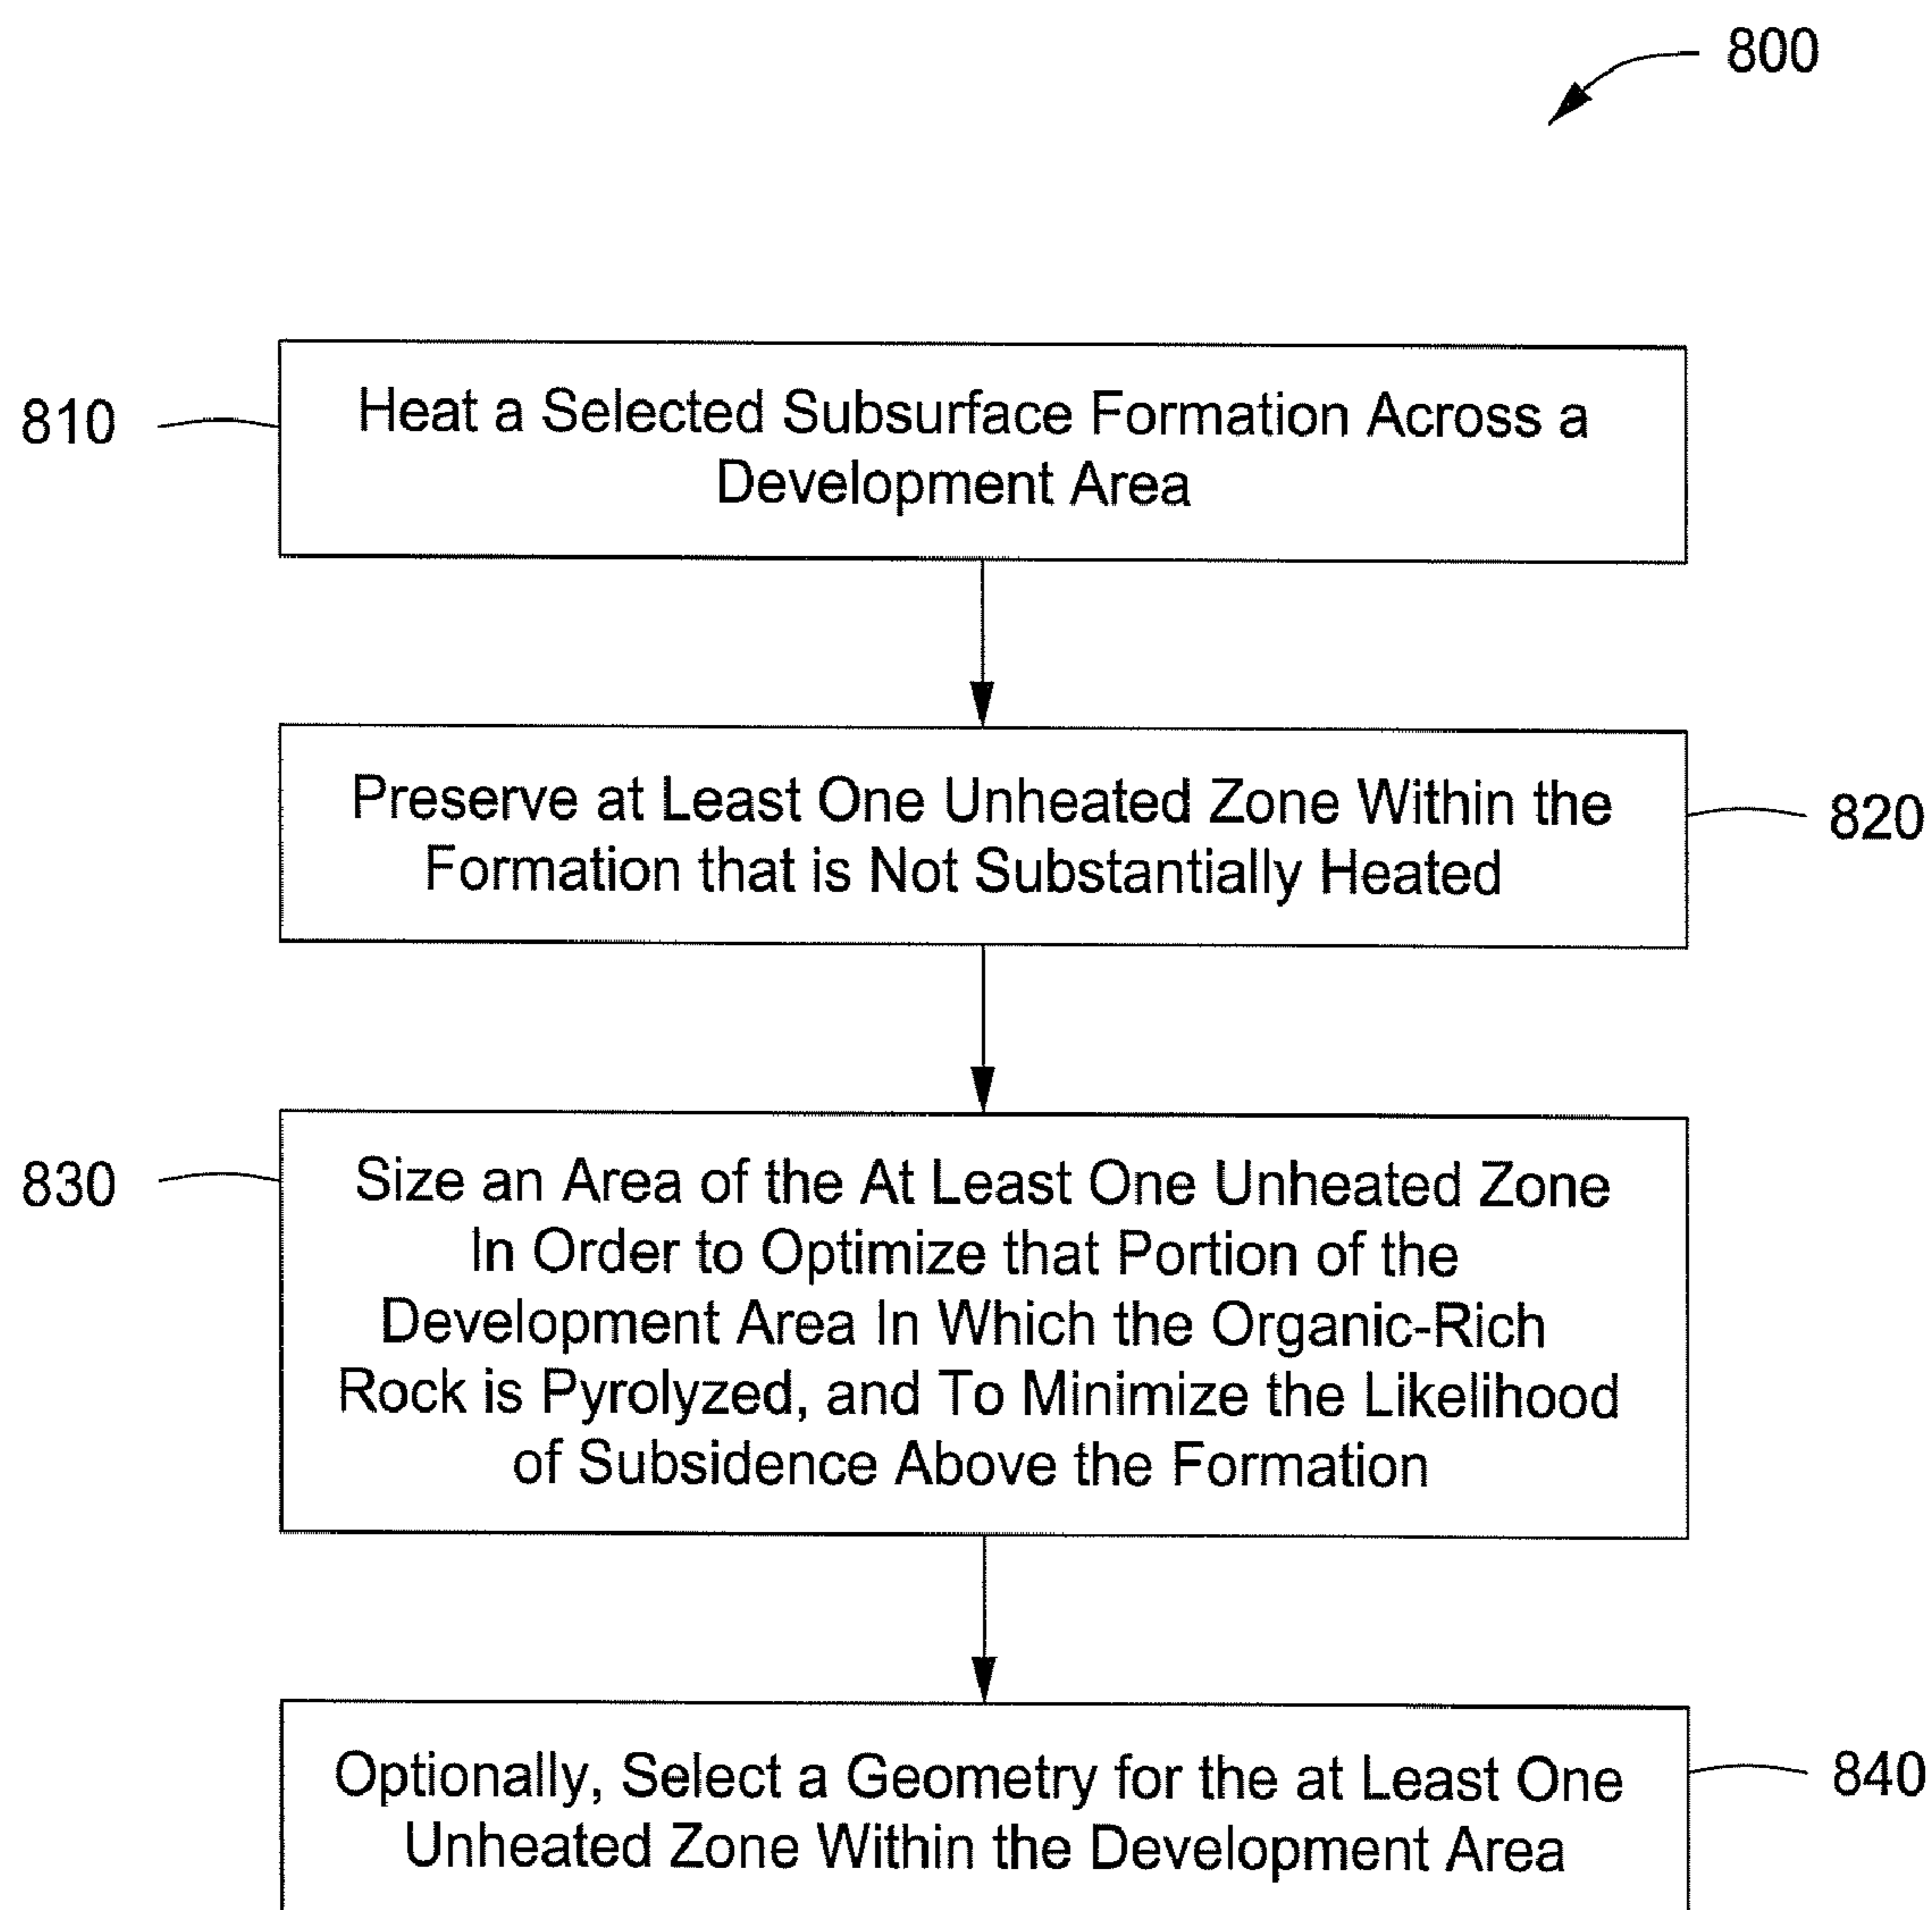 800
810
Heat a Selected Subsurface Formation Across a
Development Area
Preserve at Least One Unheated Zone Within the
Formation that is Not Substantially Heated
820
830
Size an Area of the At Least One Unheated Zone
In Order to Optimize that Portion of the
Development Area In Which the Organic-Rich
Rock is Pyrolyzed, and To Minimize the Likelihood
of Subsidence Above the Formation
Optionally, Select a Geometry for the at Least One
Unheated Zone Within the Development Area
840